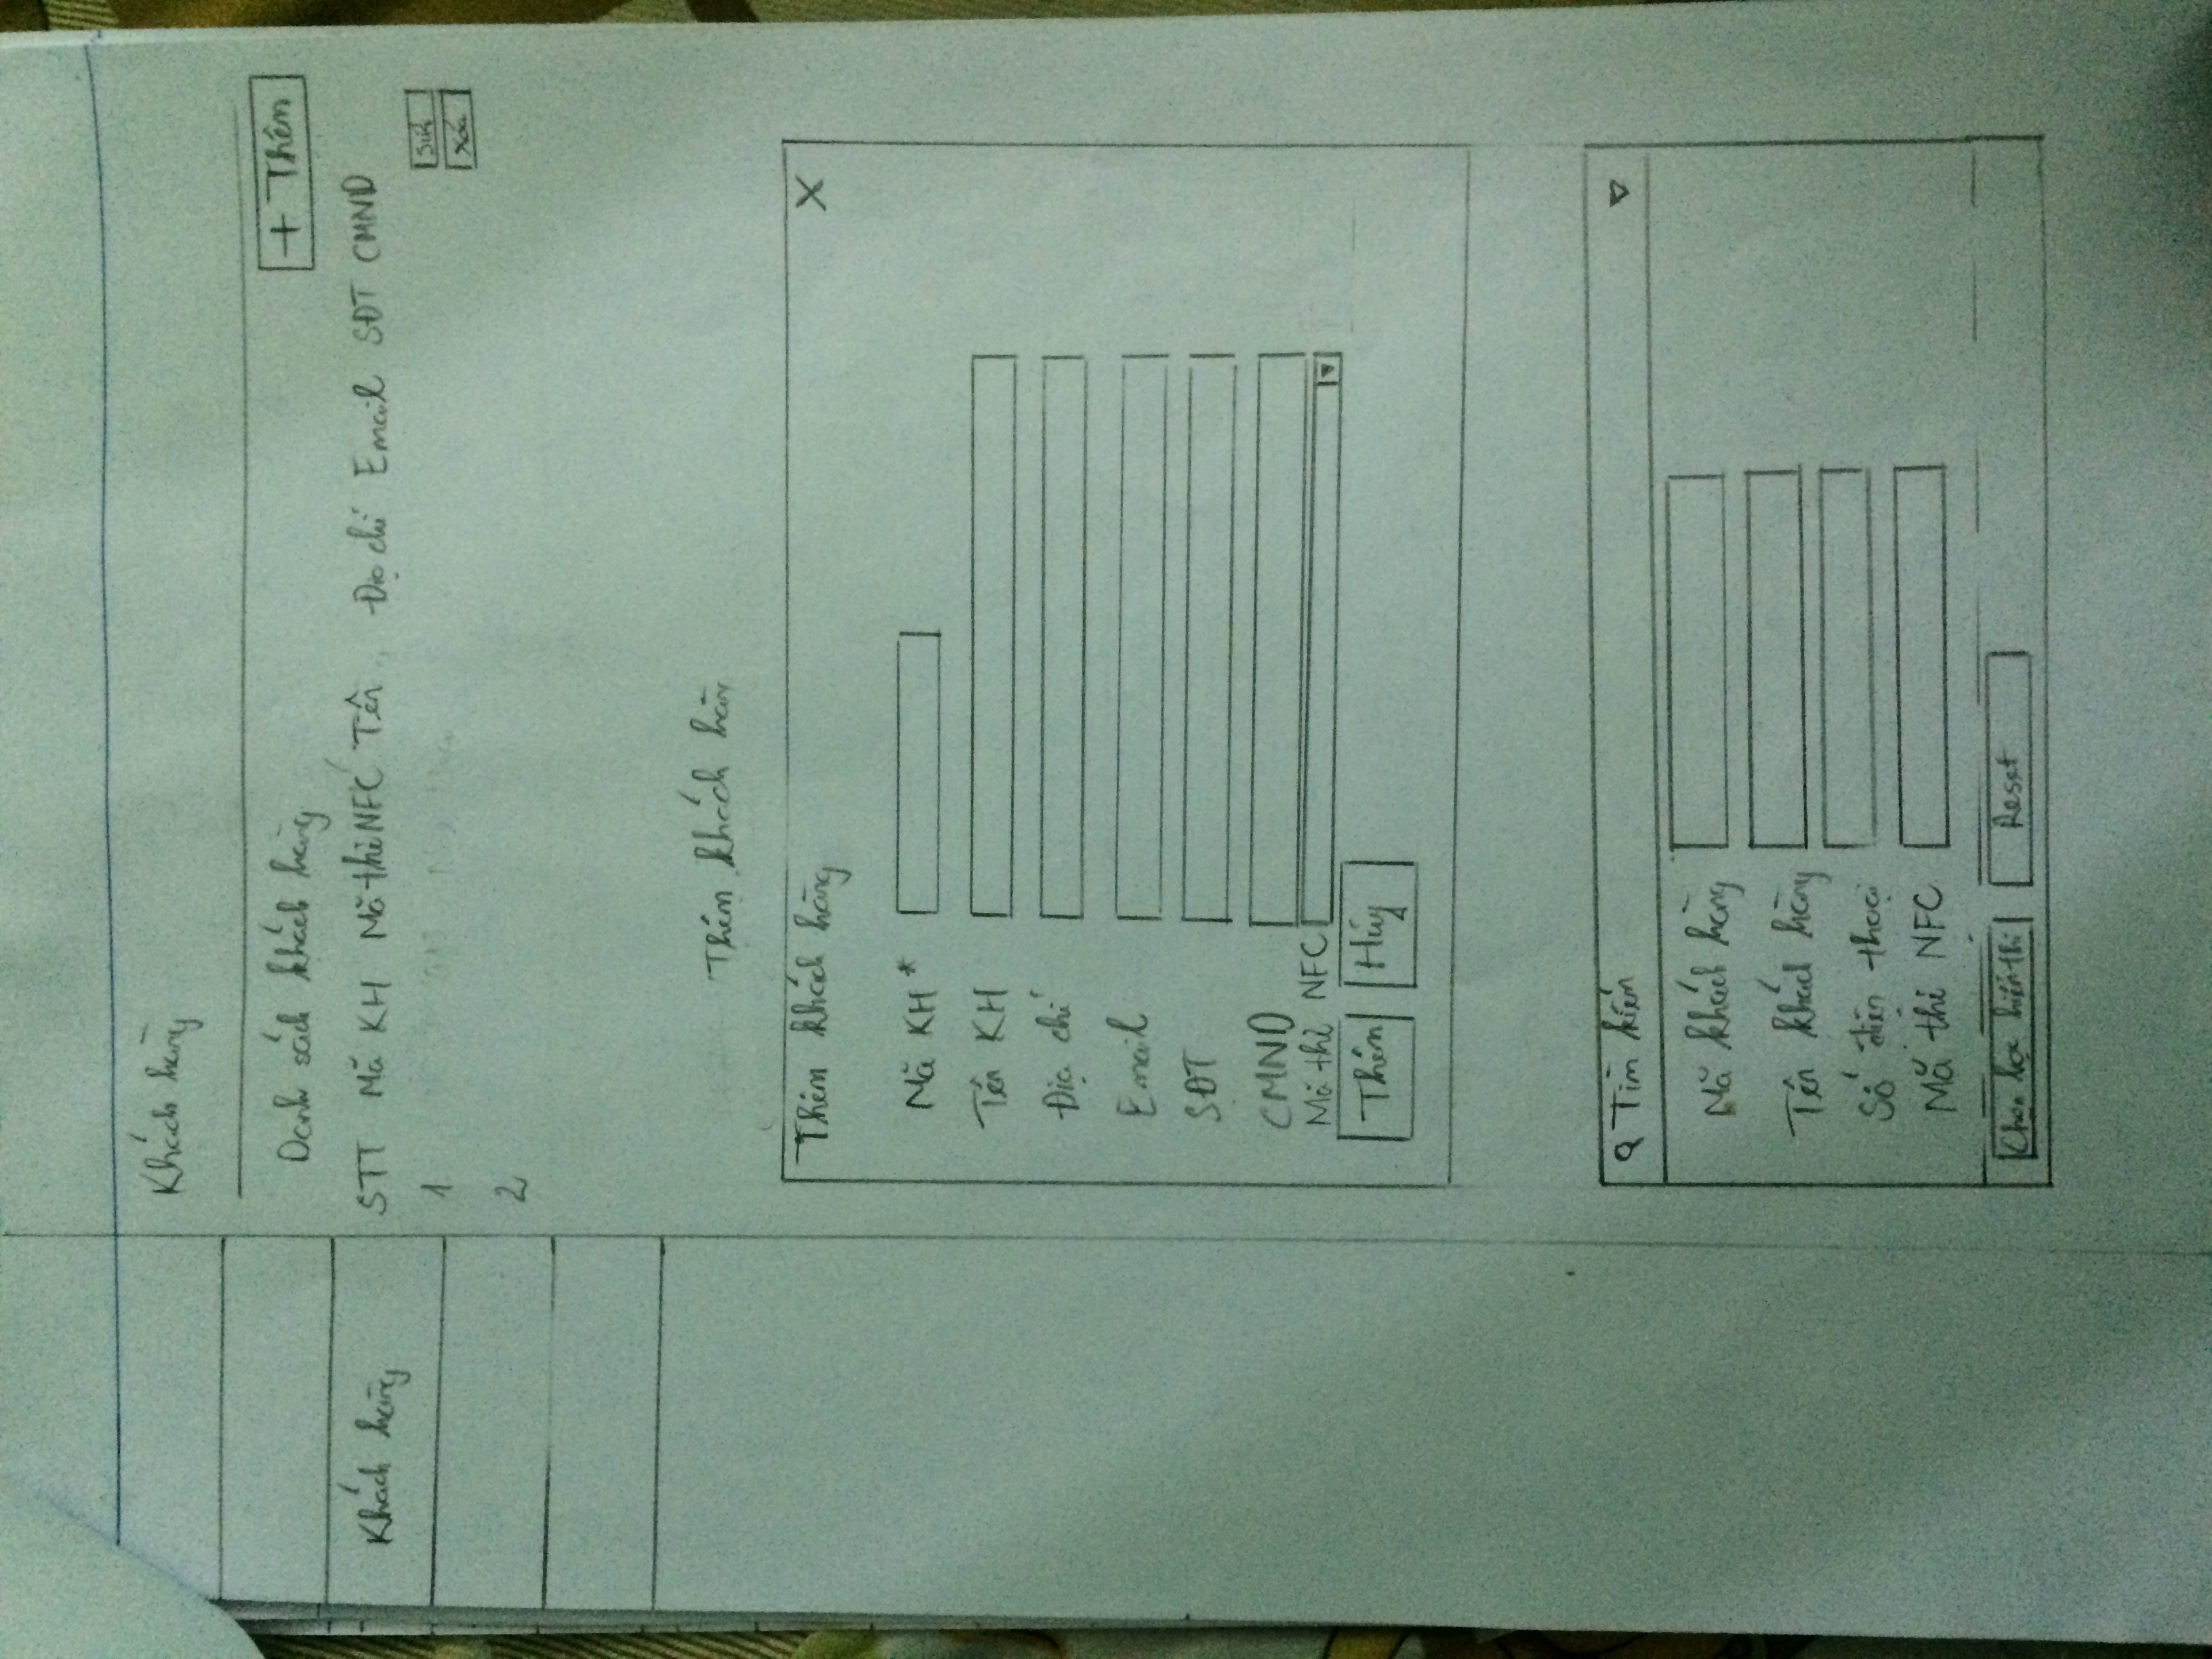 Khách hàng
Danh sách khách hàng
+ Thêm
Khách hàng
STT Mã KH Mã thẻ NFC Tên Địa chỉ Email SĐT CMND
1
Sửa
Xóa
2
Thêm khách hàn
Thêm khách hàng X
Mã KH *
Tên KH
Địa chỉ
Email
SĐT
CMND
Mã thẻ NFC
Thêm Hủy
Tìm kiếm
Mã khách hàng
Tên khách hàng
Số điện thoại
Mã thẻ NFC
Chọn lọc hiển thị Reset